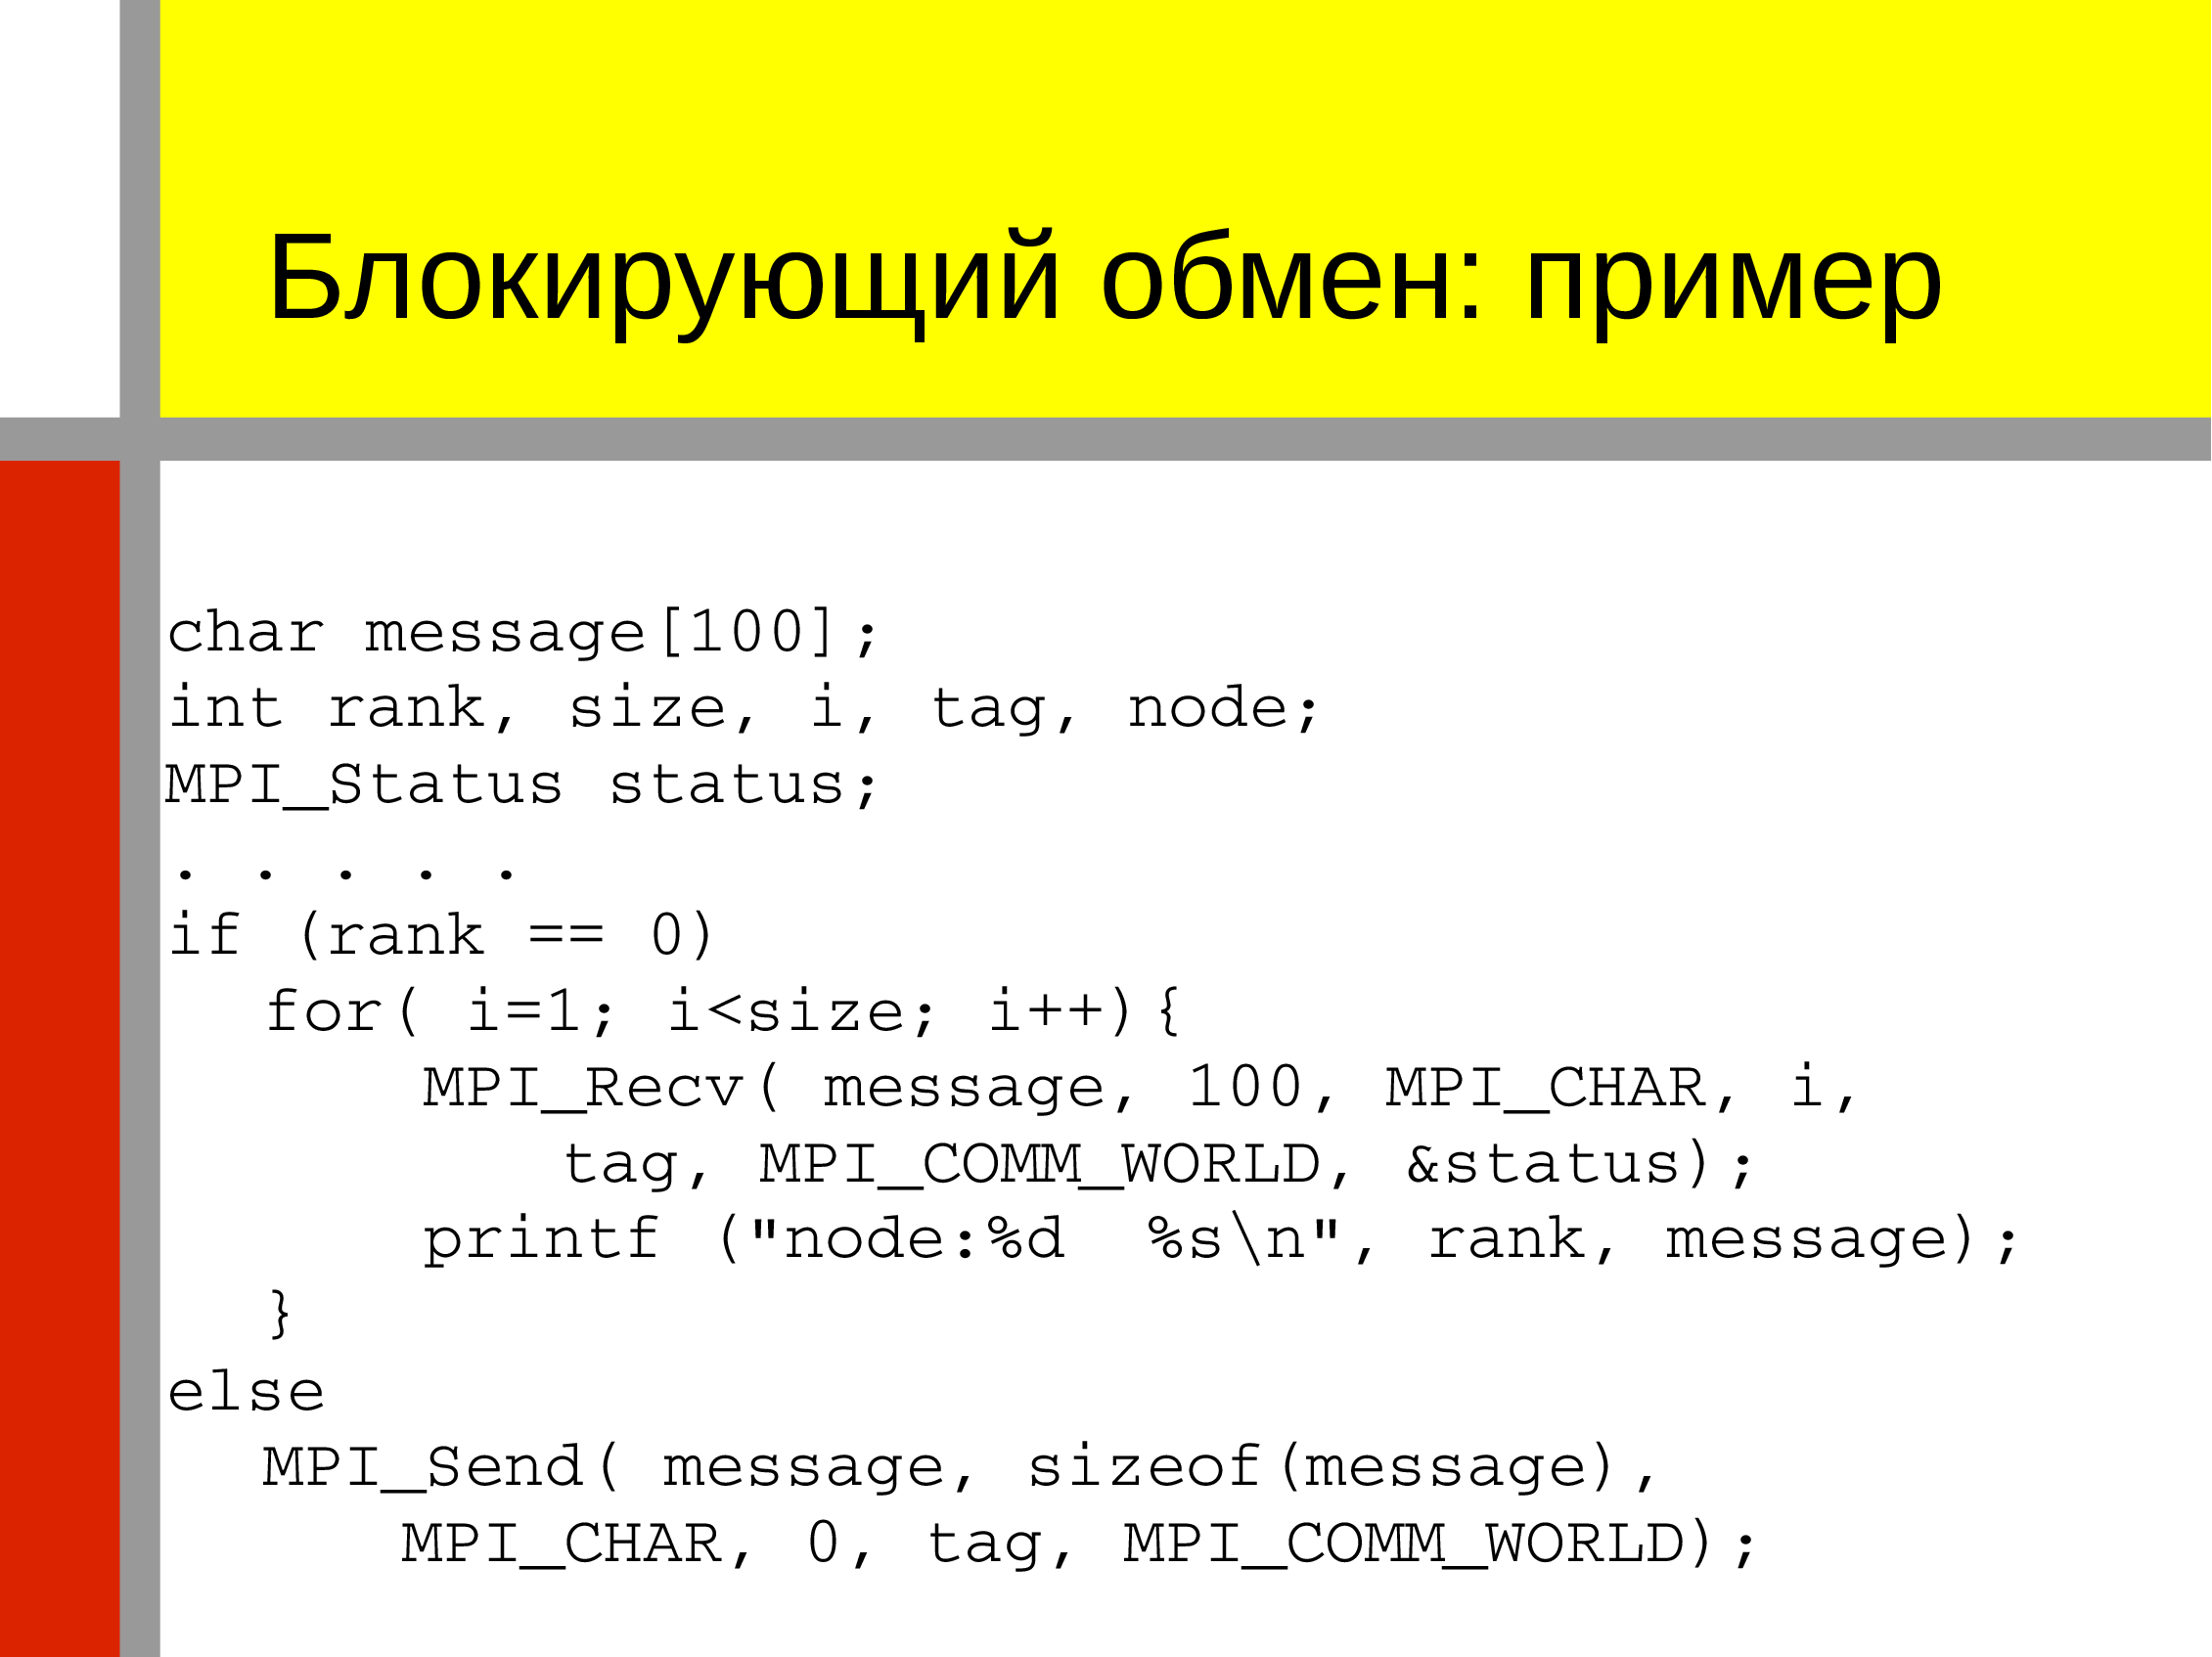 Блокирующий обмен: пример
char message[100];
int rank, size, i, tag, node;
MPI_Status status;
. . . . .
if (rank == 0)
for( i=1; i<size; i++){
MPI_Recv( message, 100, MPI_CHAR, i,
tag, MPI_COMM_WORLD, &status);
printf ("node:%d  %s\n", rank, message);
}
else
MPI_Send( message, sizeof(message),
MPI_CHAR, 0, tag, MPI_COMM_WORLD);